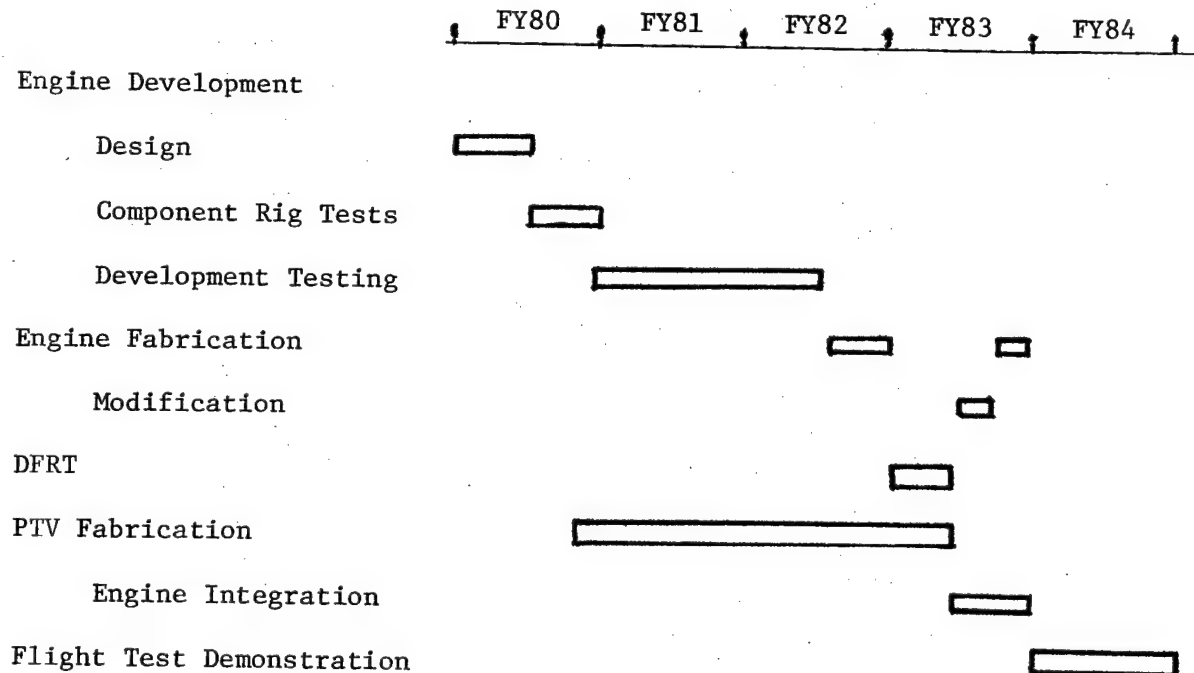 FY80 FY81 FY82 FY83 FY84
Engine Development
Design
Component Rig Tests
Development Testing
Engine Fabrication
Modification
DFRT
PTV Fabrication
Engine Integration
Flight Test Demonstration